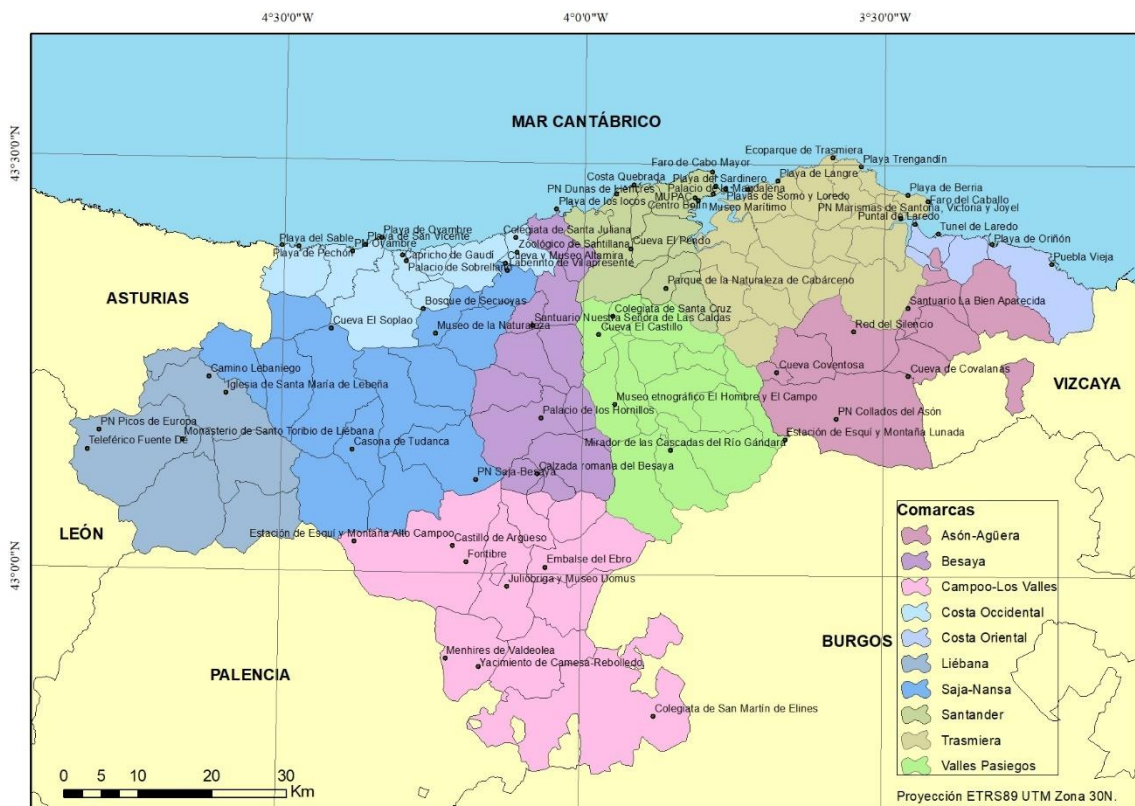 4°30'0"W
4°00'0"W
3°30'0"W
43°30'0"N
43°0'0"N
MAR CANTÁBRICO
ASTURIAS
LEÓN
PALENCIA
BURGOS
VIZCAYA
Ecoparque de Trasmiera
Faro de Cabo Mayor
Playa Trengandín
Costa Quebrada
Playa del Sardinero
Playa de Langre
PN Dunas de Liencres
Palacio de la Magdalena
Playa de Berria
MUPAC
Playas de Somo y Loredo
Faro del Caballo
Playa de los locos
Centro Botín
Museo Marítimo
PN Marismas de Santoña, Victoria y Joyel
Puntal de Laredo
Playa de Oyambre
Colegiata de Santa Juliana
Tunel de Laredo
Playa del Sable
Playa de San Vicente
Zoológico de Santillana
Cueva El Pendo
Playa de Oriñón
Playa de Pechón
PN Oyambre
Capricho de Gaudí
Cueva y Museo Altamira
Puebla Vieja
Palacio de Sobrellano
Laberinto de Villapresente
Parque de la Naturaleza de Cabárceno
Bosque de Secuoyas
Colegiata de Santa Cruz
Santuario La Bien Aparecida
Cueva El Soplao
Museo de la Naturaleza
Santuario Nuestra Señora de Las Caldas
Cueva El Castillo
Red del Silencio
Camino Lebaniego
Cueva Coventosa
Cueva de Covalanas
Iglesia de Santa María de Lebeña
Museo etnográfico El Hombre y El Campo
Palacio de los Hornillos
PN Collados del Asón
PN Picos de Europa
Monasterio de Santo Toribio de Liébana
Estación de Esquí y Montaña Lunada
Teleférico Fuente Dé
Casona de Tudanca
Mirador de las Cascadas del Río Gándara
PN Saja-Besaya
Calzada romana del Besaya
Estación de Esquí y Montaña Alto Campoo
Castillo de Argüeso
Fontibre
Embalse del Ebro
Julióbriga y Museo Domus
Menhires de Valdeolea
Yacimiento de Camesa-Rebolledo
Colegiata de San Martín de Elines
Comarcas
Asón-Agüera
Besaya
Campoo-Los Valles
Costa Occidental
Costa Oriental
Liébana
Saja-Nansa
Santander
Trasmiera
Valles Pasiegos
0 5 10 20 30
Km
Proyección ETRS89 UTM Zona 30N.